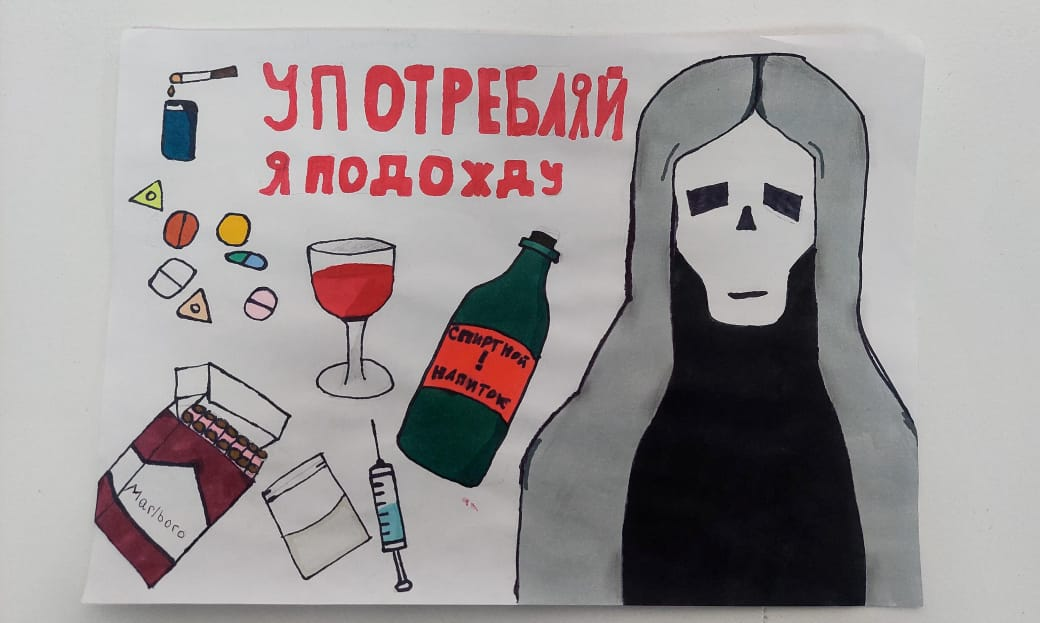 УПОТРЕБЛЯЙ
Я ПОДОЖДУ
СПИРТНОЙ
!
НАПИТОК
Marlboro